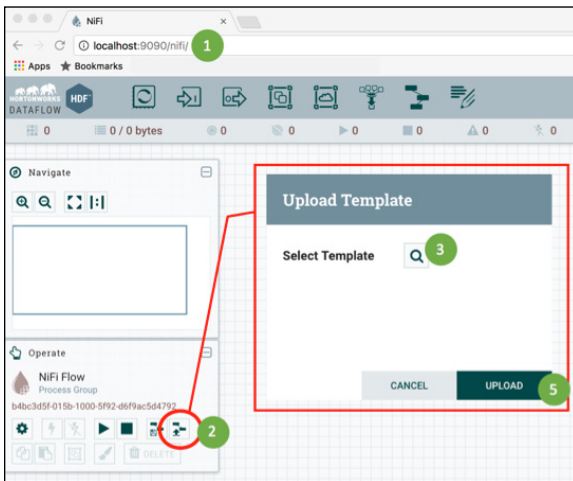 NiFi
localhost:9090/nifi/
1
Apps
Bookmarks
HORTONWORKS
DATAFLOW
HDF
0
0 / 0 bytes
0
0
0
0
0
0
Navigate
Upload Template
Select Template
3
Operate
NiFi Flow
Process Group
b4bc3d5f-015b-1000-5f92-d6f9ac5d4792
CANCEL
UPLOAD
5
2
DELETE